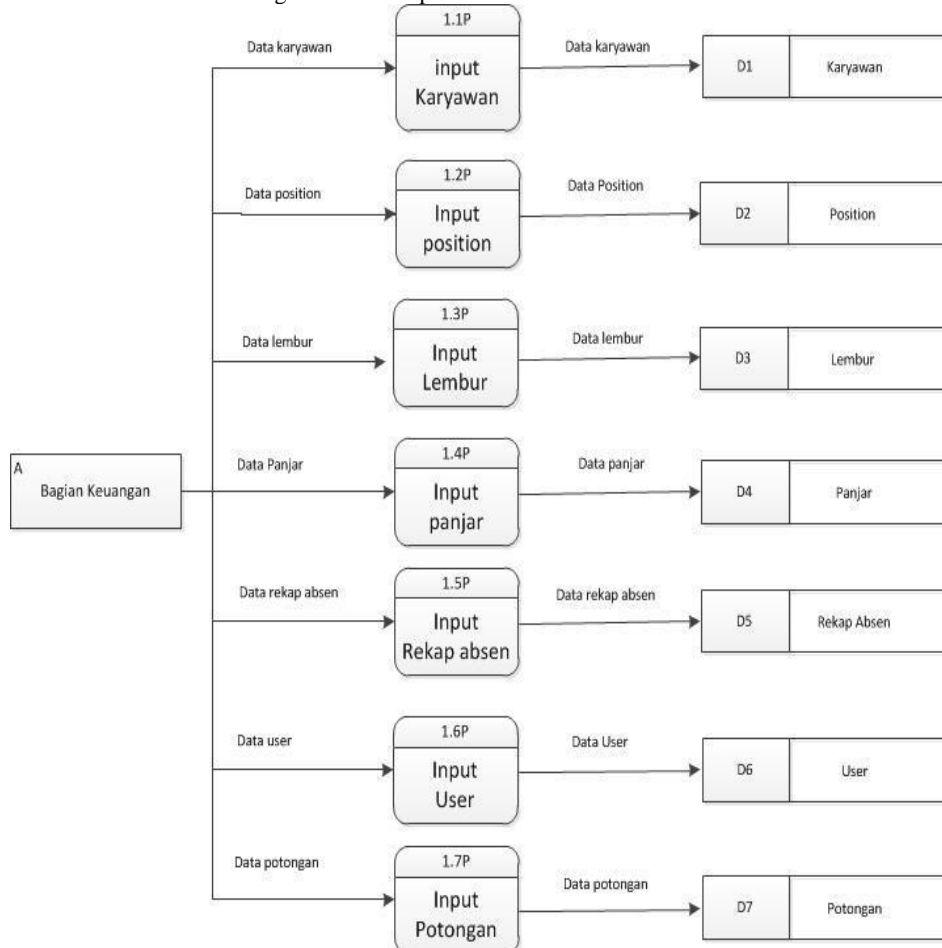 1.1P
Data karyawan
input
Karyawan
Data karyawan
D1
Karyawan
1.2P
Data position
Input
position
Data Position
D2
Position
1.3P
Data lembur
Input
Lembur
Data lembur
D3
Lembur
A
Bagian Keuangan
1.4P
Data Panjar
Input
panjar
Data panjar
D4
Panjar
1.5P
Data rekap absen
Input
Rekap absen
Data rekap absen
D5
Rekap Absen
1.6P
Data user
Input
User
Data User
D6
User
1.7P
Data potongan
Input
Potongan
Data potongan
D7
Potongan